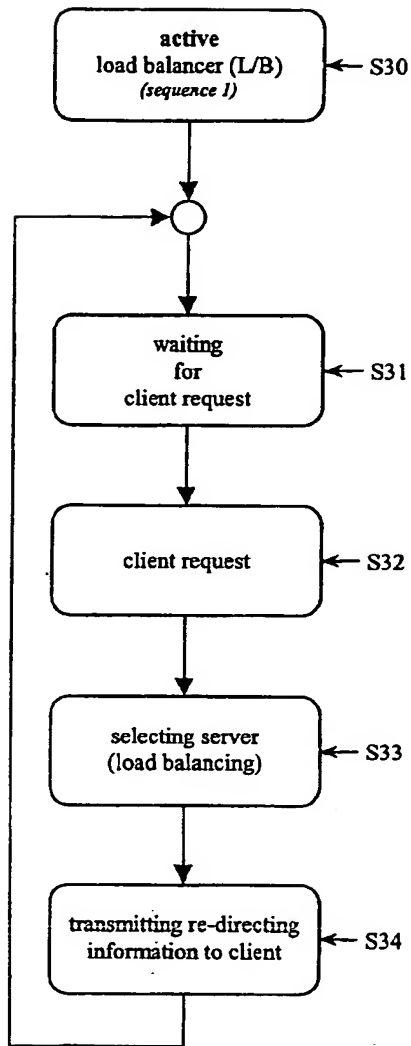 active
load balancer (L/B)
(sequence 1)
S30
waiting
for
client request
S31
client request
S32
selecting server
(load balancing)
S33
transmitting re-directing
information to client
S34